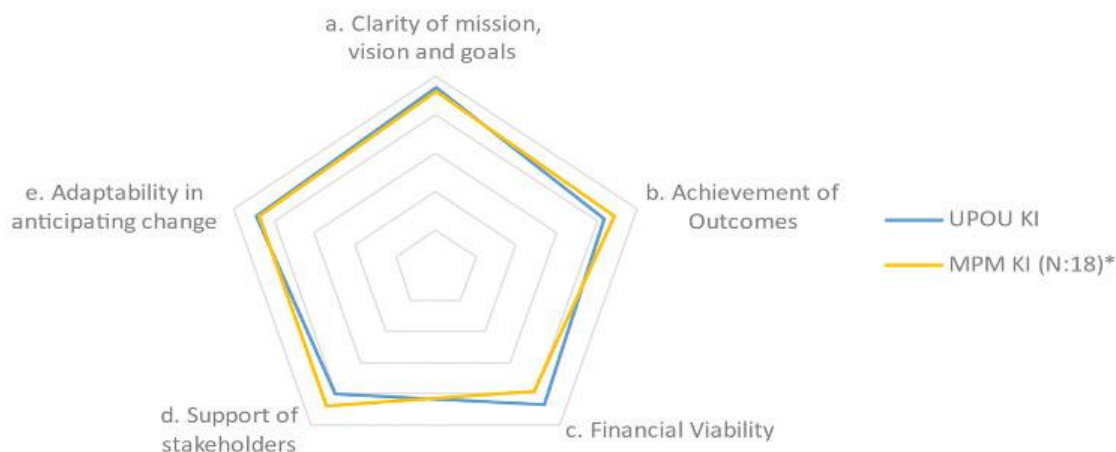 a. Clarity of mission,
vision and goals
e. Adaptability in
anticipating change
b. Achievement of
Outcomes
UPOU KI
MPM KI (N:18)*
d. Support of
stakeholders
c. Financial Viability